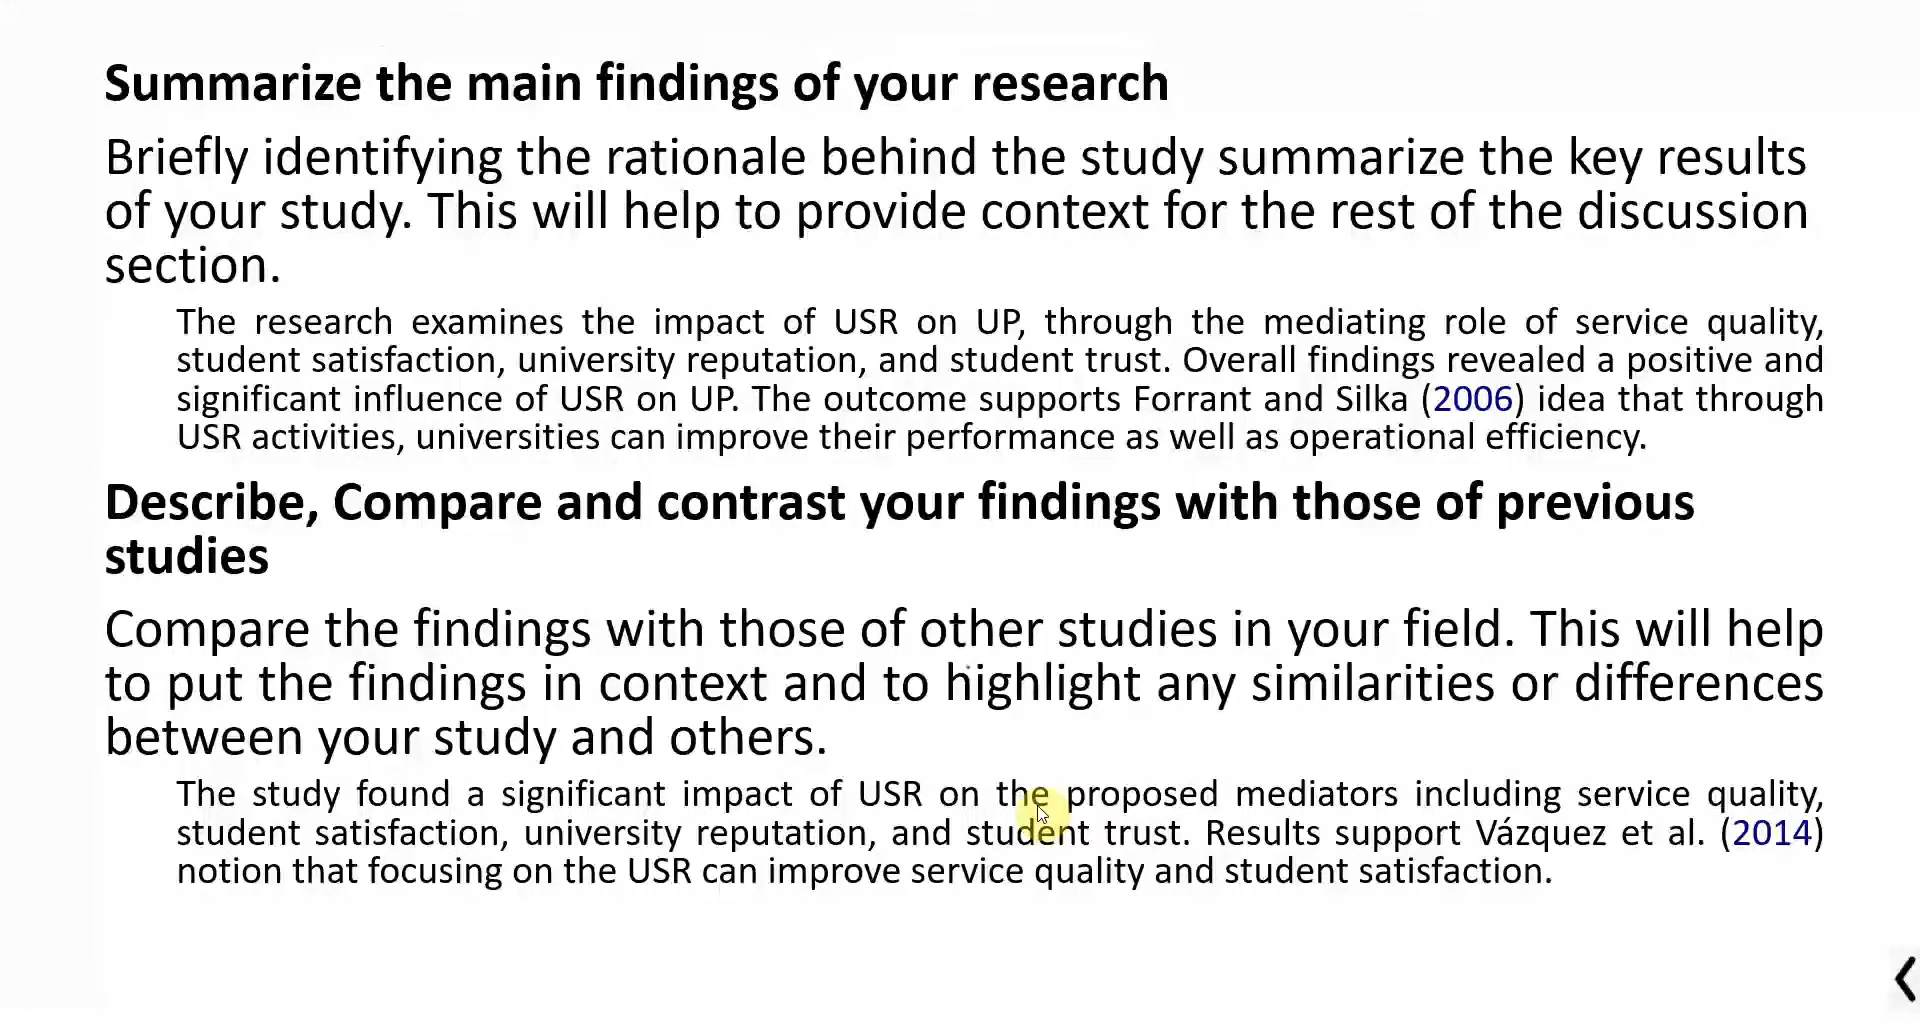 Summarize the main findings of your research
Briefly identifying the rationale behind the study summarize the key results
of your study. This will help to provide context for the rest of the discussion
section.
The research examines the impact of USR on UP, through the mediating role of service quality,
student satisfaction, university reputation, and student trust. Overall findings revealed a positive and
significant influence of USR on UP. The outcome supports Forrant and Silka (2006) idea that through
USR activities, universities can improve their performance as well as operational efficiency.
Describe, Compare and contrast your findings with those of previous
studies
Compare the findings with those of other studies in your field. This will help
to put the findings in context and to highlight any similarities or differences
between your study and others.
The study found a significant impact of USR on the proposed mediators including service quality,
student satisfaction, university reputation, and student trust. Results support Vázquez et al. (2014)
notion that focusing on the USR can improve service quality and student satisfaction.